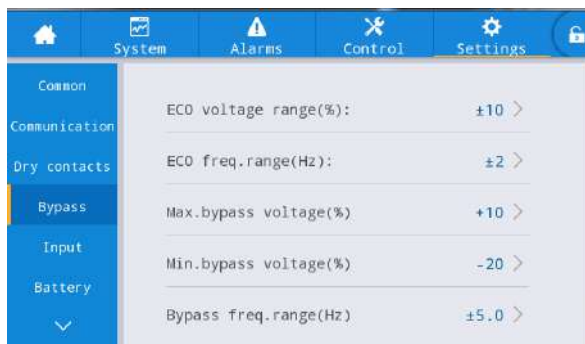 System Alarms Control Settings
Common
Communication
Dry contacts
Bypass
Input
Battery
ECO voltage range(%): ±10
ECO freq.range(Hz): ±2
Max.bypass voltage(%) +10
Min.bypass voltage(%) -20
Bypass freq.range(Hz) ±5.0